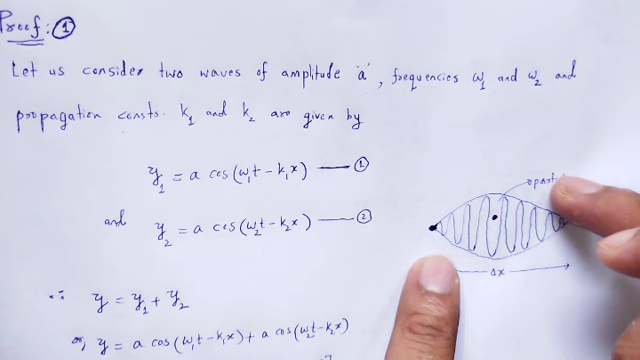 Proof: ①
Let us consider two waves of amplitude 'a', frequencies ω₁ and ω₂ and
propagation consts. k₁ and k₂ are given by
y₁ = a cos(ω₁t - k₁x) — ①
and y₂ = a cos(ω₂t - k₂x) — ②
Δx
∴ y = y₁ + y₂
or, y = a cos(ω₁t - k₁x) + a cos(ω₂t - k₂x)